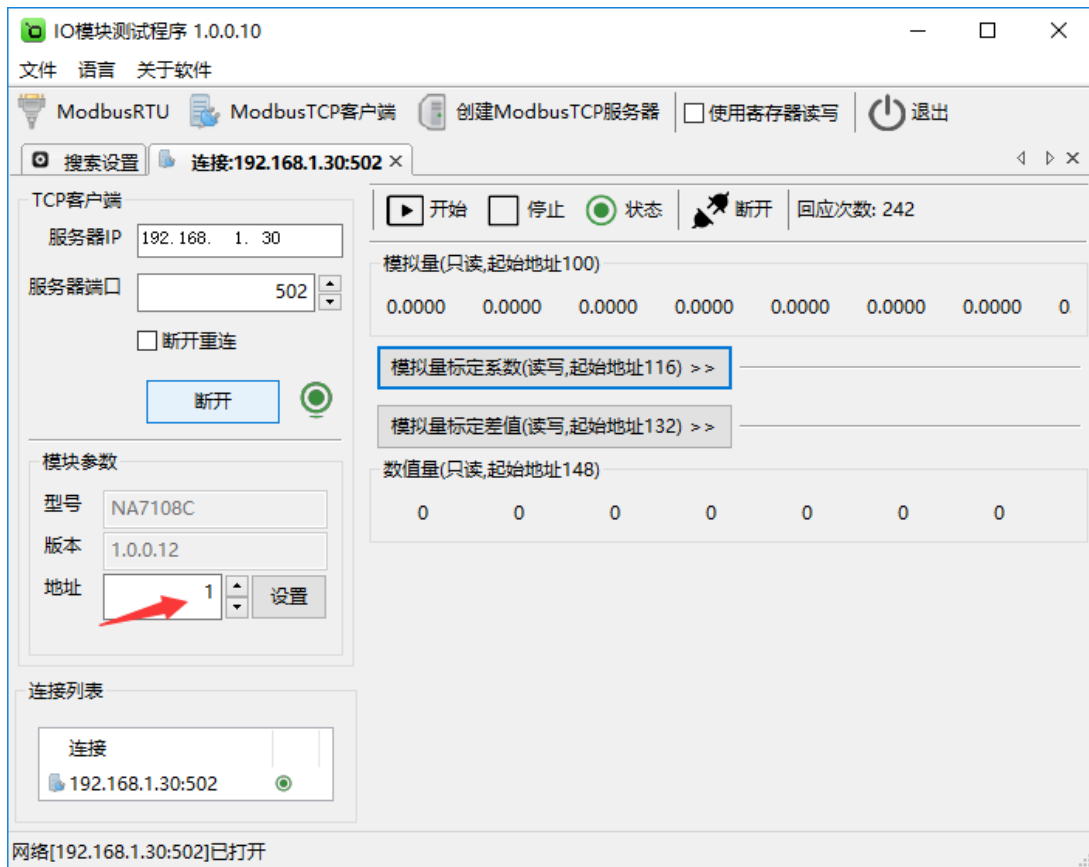 IO模块测试程序 1.0.0.10
文件 语言 关于软件
ModbusRTU ModbusTCP客户端 创建ModbusTCP服务器 使用寄存器读写 退出
搜索设置 连接:192.168.1.30:502
TCP客户端
服务器IP 192.168. 1. 30
服务器端口 502
断开重连
断开
模块参数
型号 NA7108C
版本 1.0.0.12
地址 1 设置
连接列表
连接
192.168.1.30:502
开始 停止 状态 断开 回应次数: 242
模拟量(只读,起始地址100)
0.0000 0.0000 0.0000 0.0000 0.0000 0.0000 0.0000 0.
模拟量标定系数(读写,起始地址116) >>
模拟量标定差值(读写,起始地址132) >>
数值量(只读,起始地址148)
0 0 0 0 0 0 0
网络[192.168.1.30:502]已打开